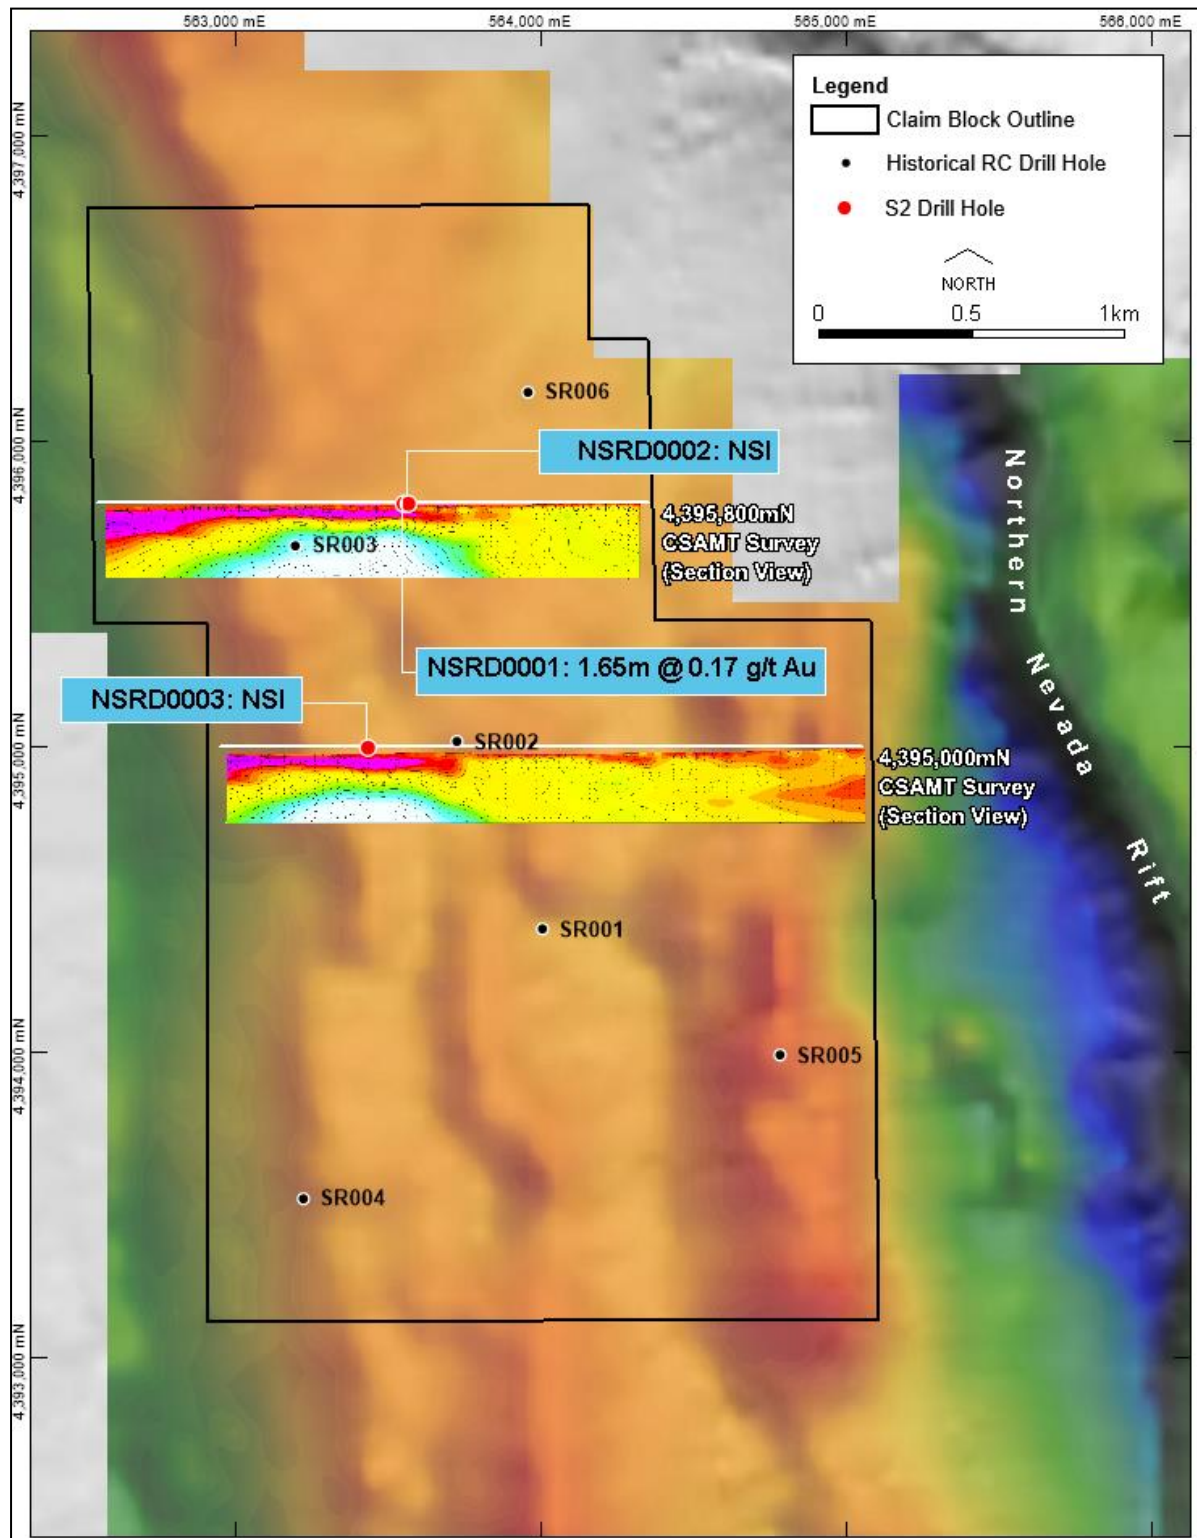 563,000 mE
564,000 mE
565,000 mE
566,000 mE
4,397,000 mN
4,396,000 mN
4,395,000 mN
4,394,000 mN
4,393,000 mN
Legend
Claim Block Outline
Historical RC Drill Hole
S2 Drill Hole
NORTH
0 0.5 1km
SR006
NSRD0002: NSI
4,395,800mN
CSAMT Survey
(Section View)
SR003
NSRD0001: 1.65m @ 0.17 g/t Au
NSRD0003: NSI
SR002
4,395,000mN
CSAMT Survey
(Section View)
Northern Nevada Rift
SR001
SR005
SR004